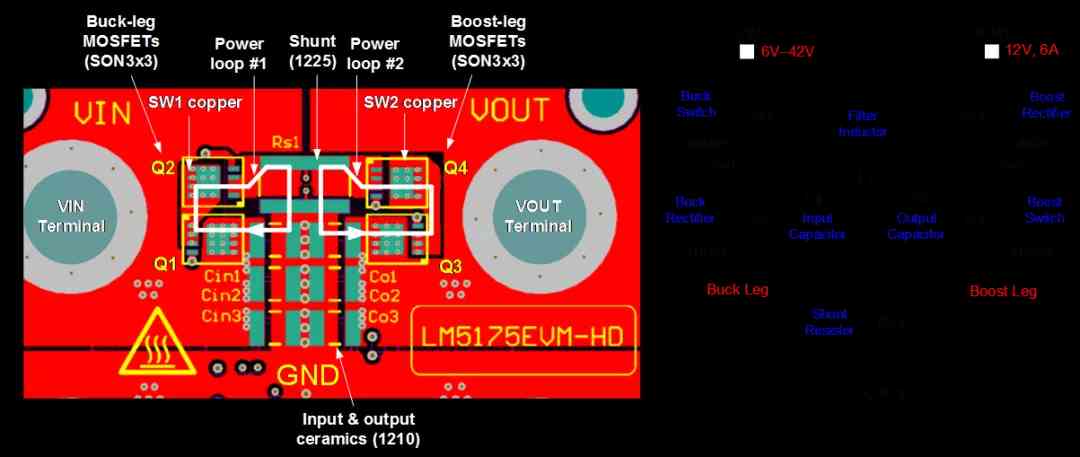 Buck-leg
MOSFETs
(SON3x3)
Power
loop #1
Shunt
(1225)
Power
loop #2
Boost-leg
MOSFETs
(SON3x3)
SW1 copper
SW2 copper
VIN
VOUT
Rs1
Q2
Q4
VIN
Terminal
VOUT
Terminal
Q1
Q3
Cin1
Cin2
Cin3
Co1
Co2
Co3
LM5175EVM-HD
GND
Input & output
ceramics (1210)
6V–42V
12V, 6A
Buck
Switch
Filter
Inductor
Boost
Rectifier
Buck
Rectifier
Input
Capacitor
Output
Capacitor
Boost
Switch
Buck Leg
Boost Leg
Shunt
Resistor